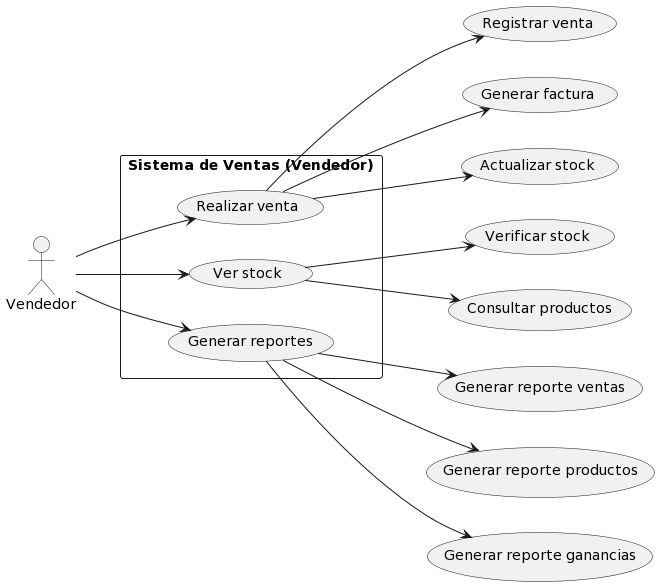 Registrar venta
Generar factura
Sistema de Ventas (Vendedor)
Actualizar stock
Realizar venta
Verificar stock
Ver stock
Vendedor
Consultar productos
Generar reportes
Generar reporte ventas
Generar reporte productos
Generar reporte ganancias